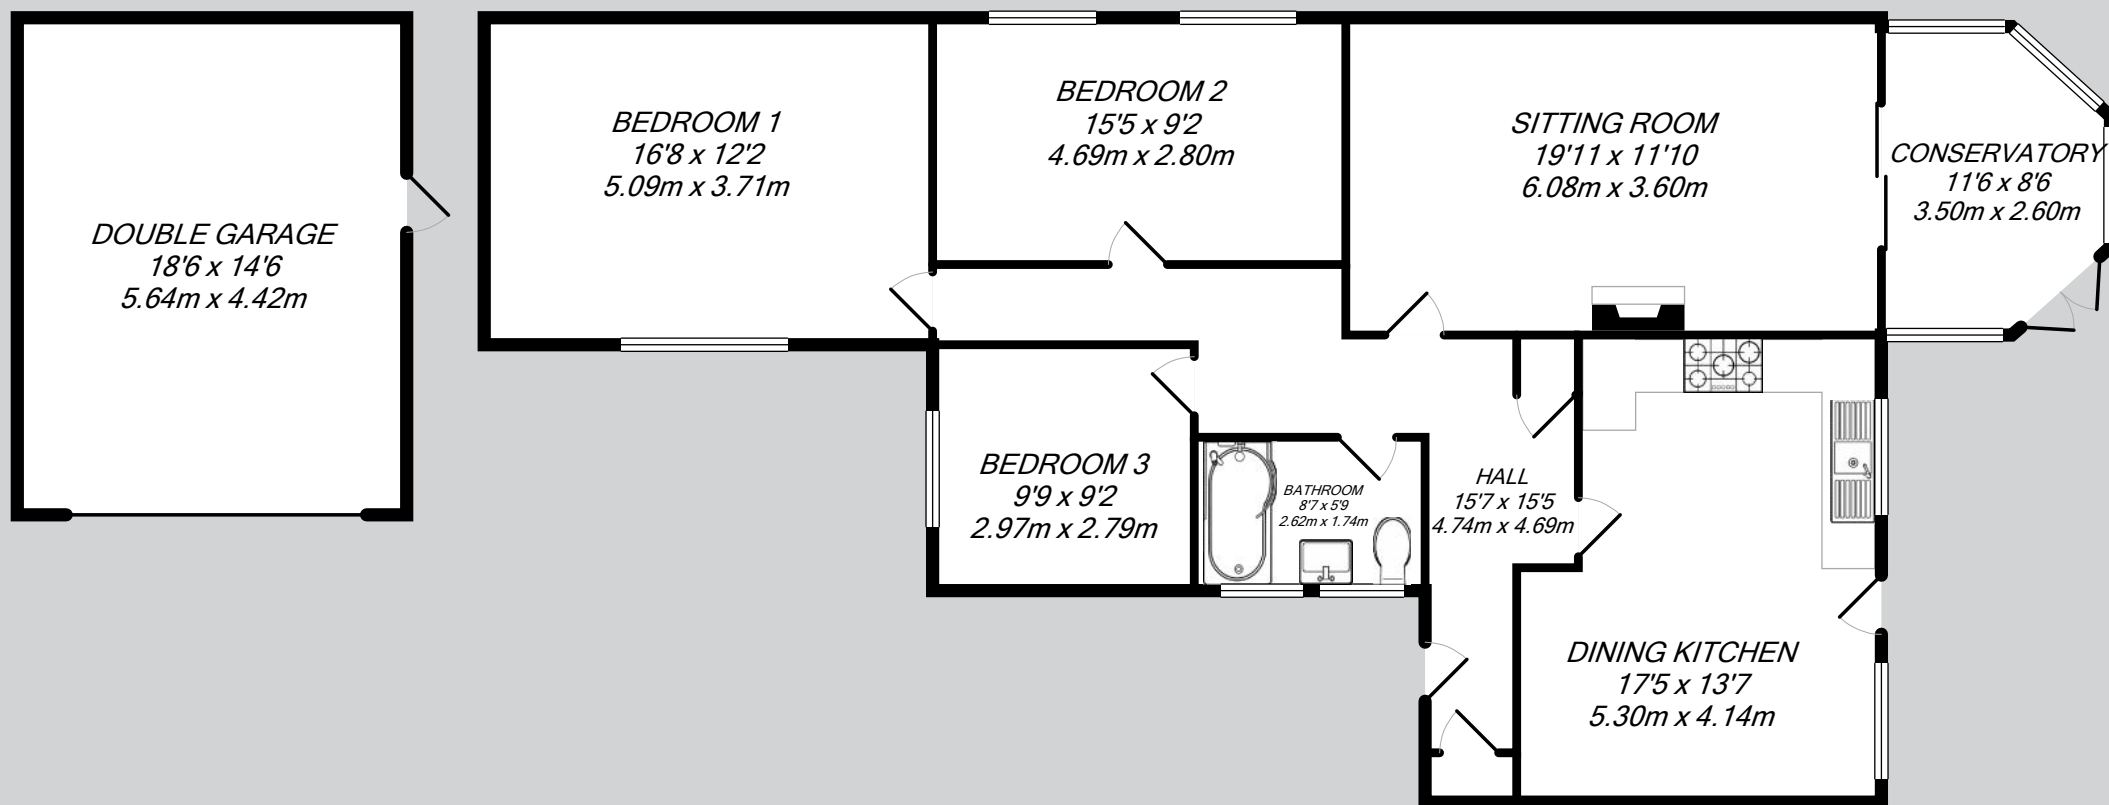 DOUBLE GARAGE
18'6 x 14'6
5.64m x 4.42m
BEDROOM 1
16'8 x 12'2
5.09m x 3.71m
BEDROOM 2
15'5 x 9'2
4.69m x 2.80m
SITTING ROOM
19'11 x 11'10
6.08m x 3.60m
CONSERVATORY
11'6 x 8'6
3.50m x 2.60m
BEDROOM 3
9'9 x 9'2
2.97m x 2.79m
BATHROOM
8'7 x 5'9
2.62m x 1.74m
HALL
15'7 x 15'5
4.74m x 4.69m
DINING KITCHEN
17'5 x 13'7
5.30m x 4.14m